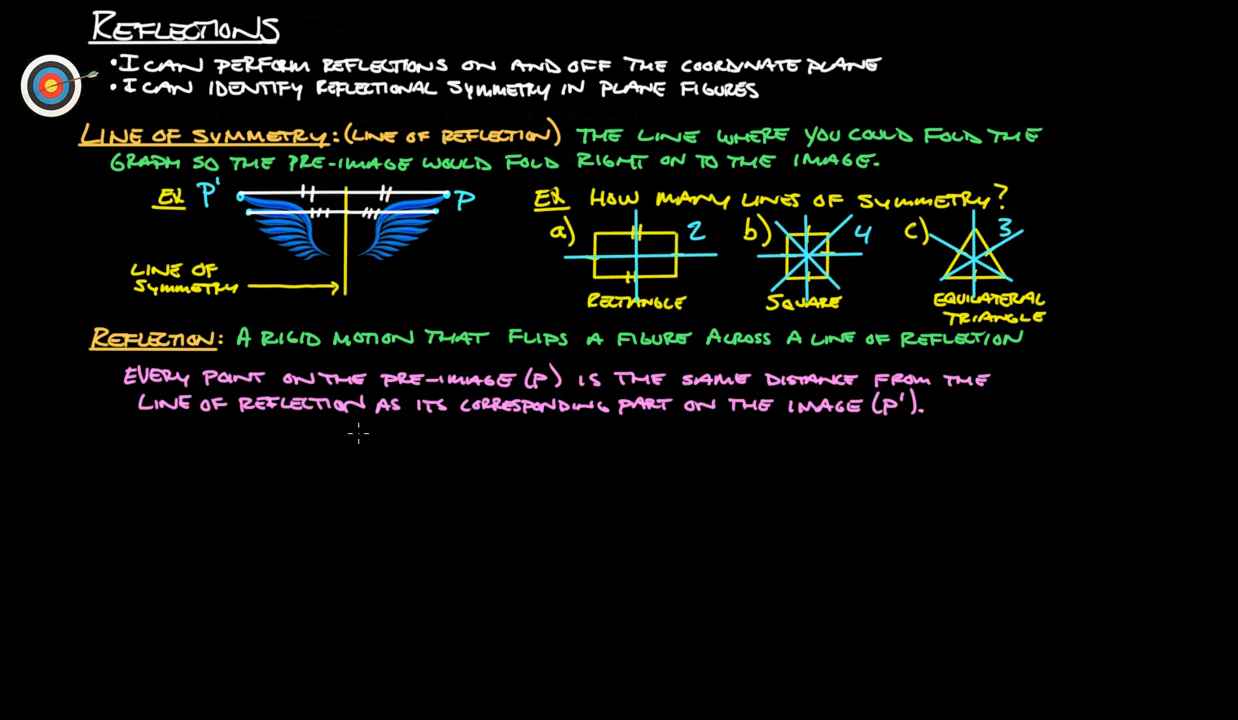 REFLECTIONS
• I CAN PERFORM REFLECTIONS ON AND OFF THE COORDINATE PLANE
• I CAN IDENTIFY REFLECTIONAL SYMMETRY IN PLANE FIGURES
LINE OF SYMMETRY: (LINE OF REFLECTION) THE LINE WHERE YOU COULD FOLD THE
GRAPH SO THE PRE-IMAGE WOULD FOLD RIGHT ON TO THE IMAGE.
EX P' P
LINE OF
SYMMETRY
EX HOW MANY LINES OF SYMMETRY?
a) 2 b) 4 c) 3
RECTANGLE SQUARE EQUILATERAL
TRIANGLE
REFLECTION: A RIGID MOTION THAT FLIPS A FIGURE ACROSS A LINE OF REFLECTION
EVERY POINT ON THE PRE-IMAGE (P) IS THE SAME DISTANCE FROM THE
LINE OF REFLECTION AS ITS CORRESPONDING PART ON THE IMAGE (P').